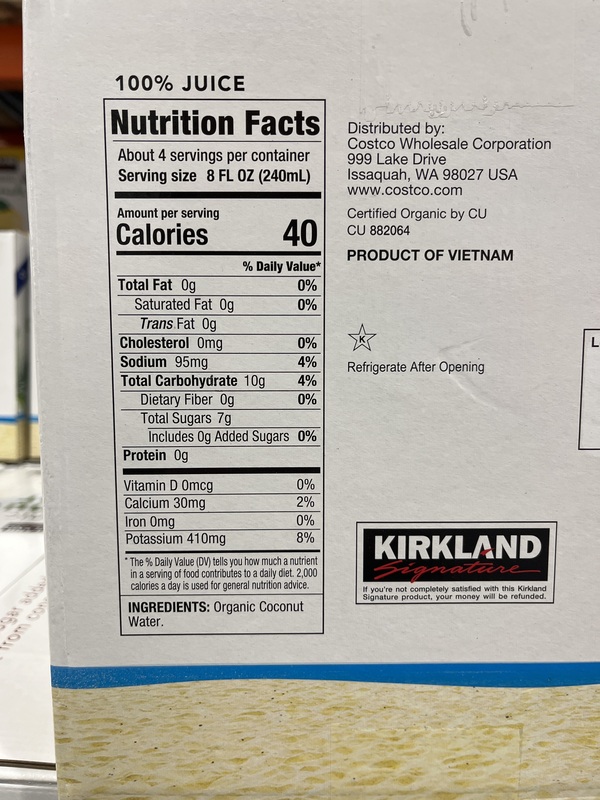 100% JUICE
Nutrition Facts
About 4 servings per container
Serving size 8 FL OZ (240mL)
Amount per serving
Calories 40
% Daily Value*
Total Fat 0g 0%
Saturated Fat 0g 0%
Trans Fat 0g
Cholesterol 0mg 0%
Sodium 95mg 4%
Total Carbohydrate 10g 4%
Dietary Fiber 0g 0%
Total Sugars 7g
Includes 0g Added Sugars 0%
Protein 0g
Vitamin D 0mcg 0%
Calcium 30mg 2%
Iron 0mg 0%
Potassium 410mg 8%
* The % Daily Value (DV) tells you how much a nutrient
in a serving of food contributes to a daily diet. 2,000
calories a day is used for general nutrition advice.
INGREDIENTS: Organic Coconut
Water.
Distributed by:
Costco Wholesale Corporation
999 Lake Drive
Issaquah, WA 98027 USA
www.costco.com
Certified Organic by CU
CU 882064
PRODUCT OF VIETNAM
K
Refrigerate After Opening
L
KIRKLAND
Signature
If you're not completely satisfied with this Kirkland
Signature product, your money will be refunded.
from